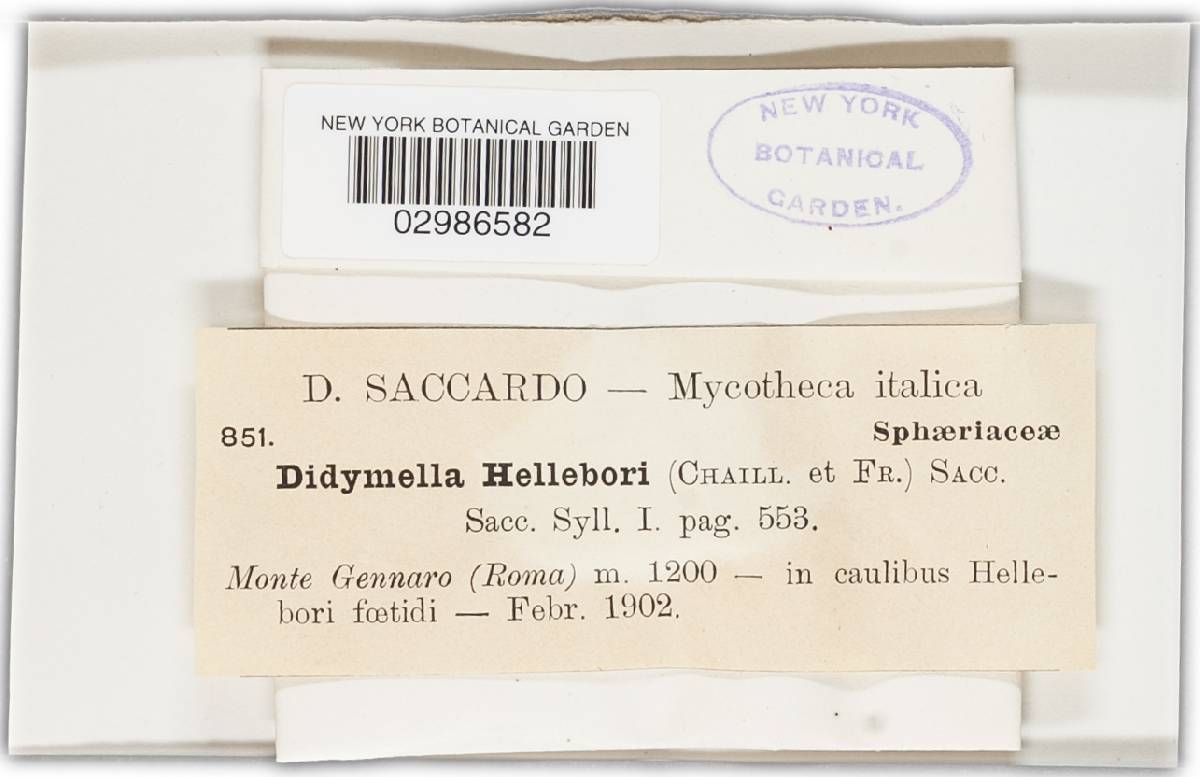 NEW YORK BOTANICAL GARDEN
02986582
NEW YORK
BOTANICAL
GARDEN.
D. SACCARDO — Mycotheca italica
851.
Sphæriaceæ
Didymella Hellebori (CHAILL. et FR.) SACC.
Sacc. Syll. I. pag. 553.
Monte Gennaro (Roma) m. 1200 — in caulibus Helle-
bori fœtidi — Febr. 1902.